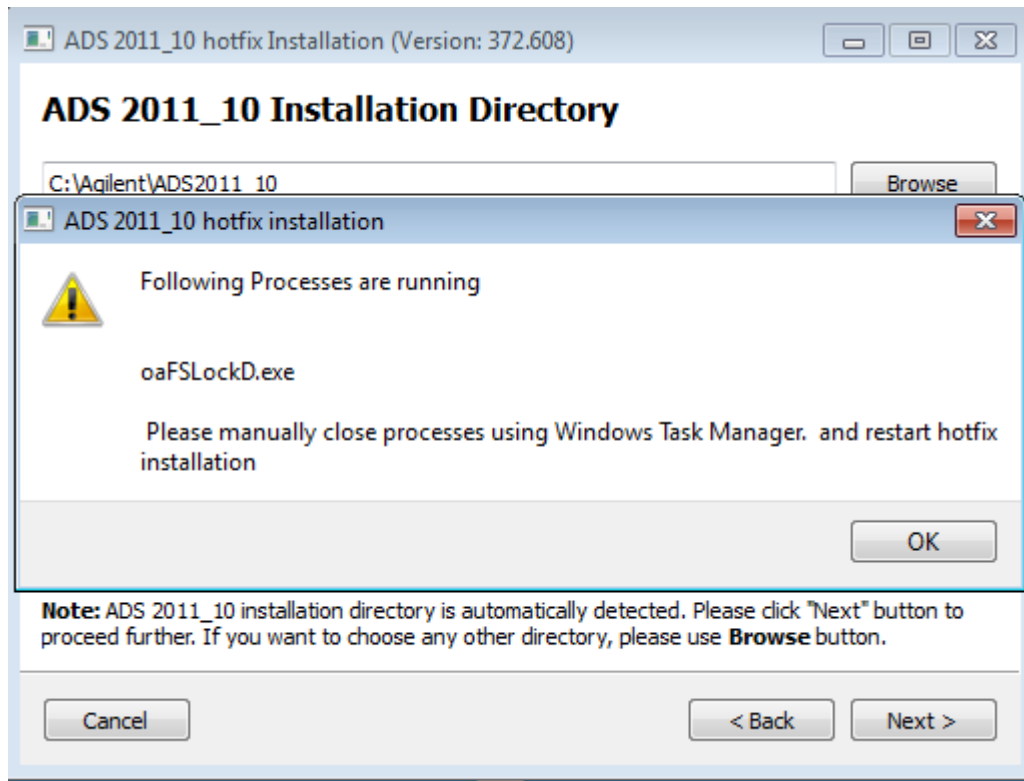 ADS 2011_10 hotfix Installation (Version: 372.608)
ADS 2011_10 Installation Directory
C:\Agilent\ADS2011_10
Browse
ADS 2011_10 hotfix installation
Following Processes are running
oaFSLockD.exe
Please manually close processes using Windows Task Manager.  and restart hotfix
installation
OK
Note: ADS 2011_10 installation directory is automatically detected. Please click "Next" button to
proceed further. If you want to choose any other directory, please use Browse button.
Cancel
< Back
Next >